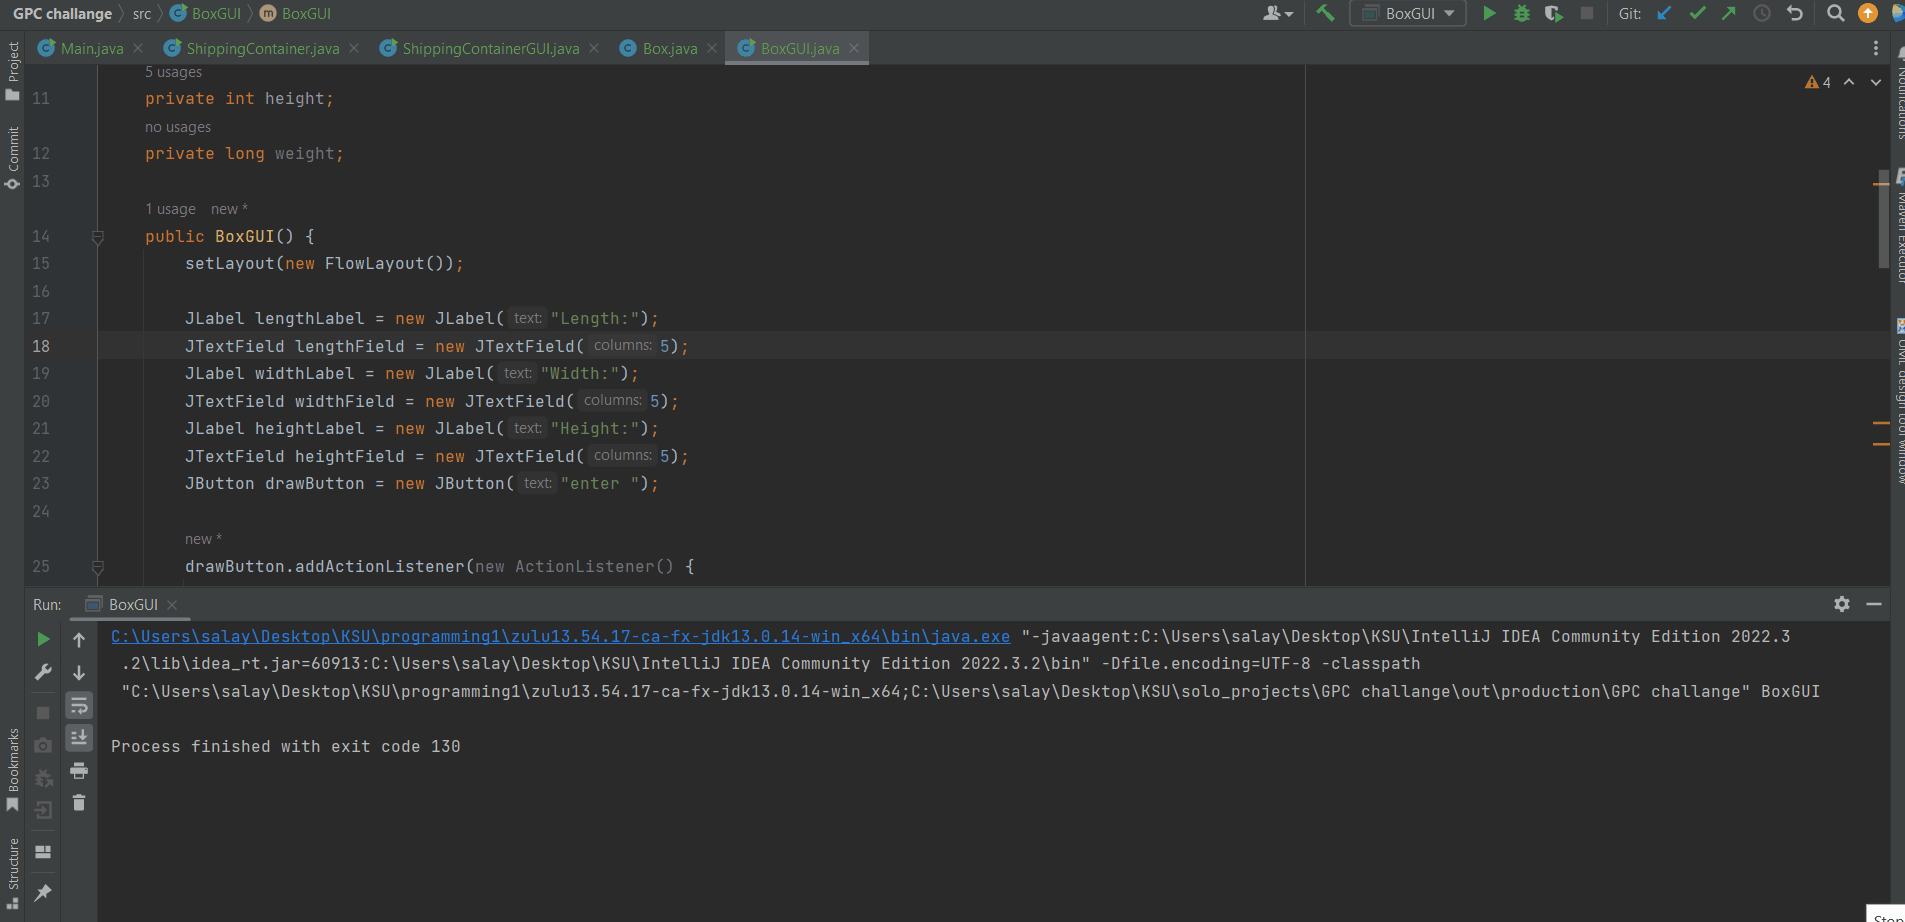 GPC challange src BoxGUI BoxGUI
BoxGUI Git:
Main.java ShippingContainer.java ShippingContainerGUI.java Box.java BoxGUI.java
Project
Commit
Bookmarks
Structure
5 usages
4
11 private int height;
no usages
12 private long weight;
13
1 usage new *
14 public BoxGUI() {
15 setLayout(new FlowLayout());
16
17 JLabel lengthLabel = new JLabel( text: "Length:");
18 JTextField lengthField = new JTextField( columns: 5);
19 JLabel widthLabel = new JLabel( text: "Width:");
20 JTextField widthField = new JTextField( columns: 5);
21 JLabel heightLabel = new JLabel( text: "Height:");
22 JTextField heightField = new JTextField( columns: 5);
23 JButton drawButton = new JButton( text: "enter ");
24
new *
25 drawButton.addActionListener(new ActionListener() {
Notifications
Maven Executor
UML design tool window
Run: BoxGUI
C:\Users\salay\Desktop\KSU\programming1\zulu13.54.17-ca-fx-jdk13.0.14-win_x64\bin\java.exe "-javaagent:C:\Users\salay\Desktop\KSU\IntelliJ IDEA Community Edition 2022.3
.2\lib\idea_rt.jar=60913:C:\Users\salay\Desktop\KSU\IntelliJ IDEA Community Edition 2022.3.2\bin" -Dfile.encoding=UTF-8 -classpath
"C:\Users\salay\Desktop\KSU\programming1\zulu13.54.17-ca-fx-jdk13.0.14-win_x64;C:\Users\salay\Desktop\KSU\solo_projects\GPC challange\out\production\GPC challange" BoxGUI
Process finished with exit code 130